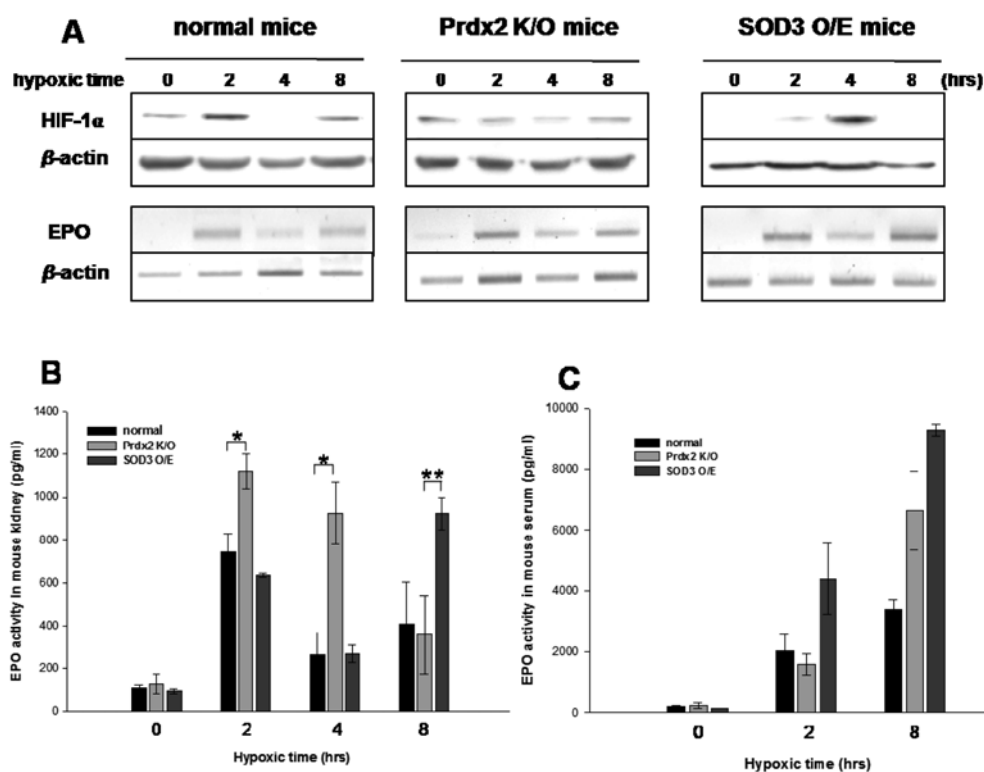 A
normal mice Prdx2 K/O mice SOD3 O/E mice
hypoxic time 0 2 4 8 0 2 4 8 0 2 4 8 (hrs)
HIF-1α
β-actin
EPO
β-actin
B
EPO activity in mouse kidney (pg/ml)
1400
1200
1000
800
600
400
200
0
normal
Prdx2 K/O
SOD3 O/E
* * **
0 2 4 8
Hypoxic time (hrs)
C
EPO activity in mouse serum (pg/ml)
10000
8000
6000
4000
2000
0
normal
Prdx2 K/O
SOD3 O/E
0 2 8
Hypoxic time (hrs)